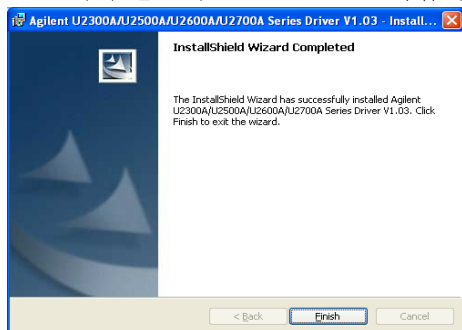 Agilent U2300A/U2500A/U2600A/U2700A Series Driver V1.03 - Install...
InstallShield Wizard Completed
The InstallShield Wizard has successfully installed Agilent
U2300A/U2500A/U2600A/U2700A Series Driver V1.03. Click
Finish to exit the wizard.
< Back
Finish
Cancel